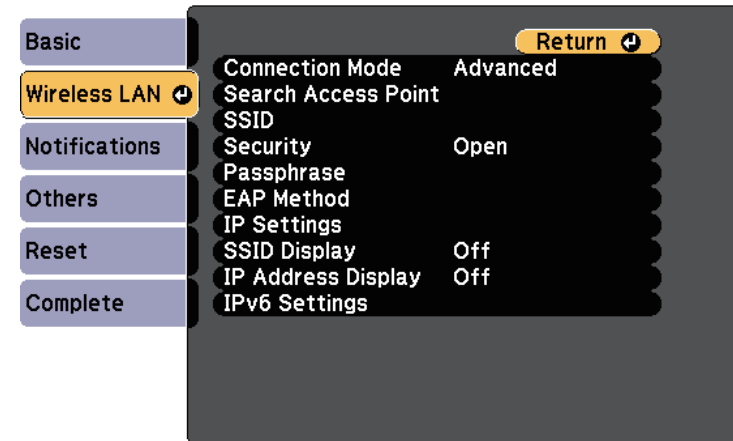 Basic
Wireless LAN
Notifications
Others
Reset
Complete
Return
Connection Mode Advanced
Search Access Point
SSID
Security Open
Passphrase
EAP Method
IP Settings
SSID Display Off
IP Address Display Off
IPv6 Settings